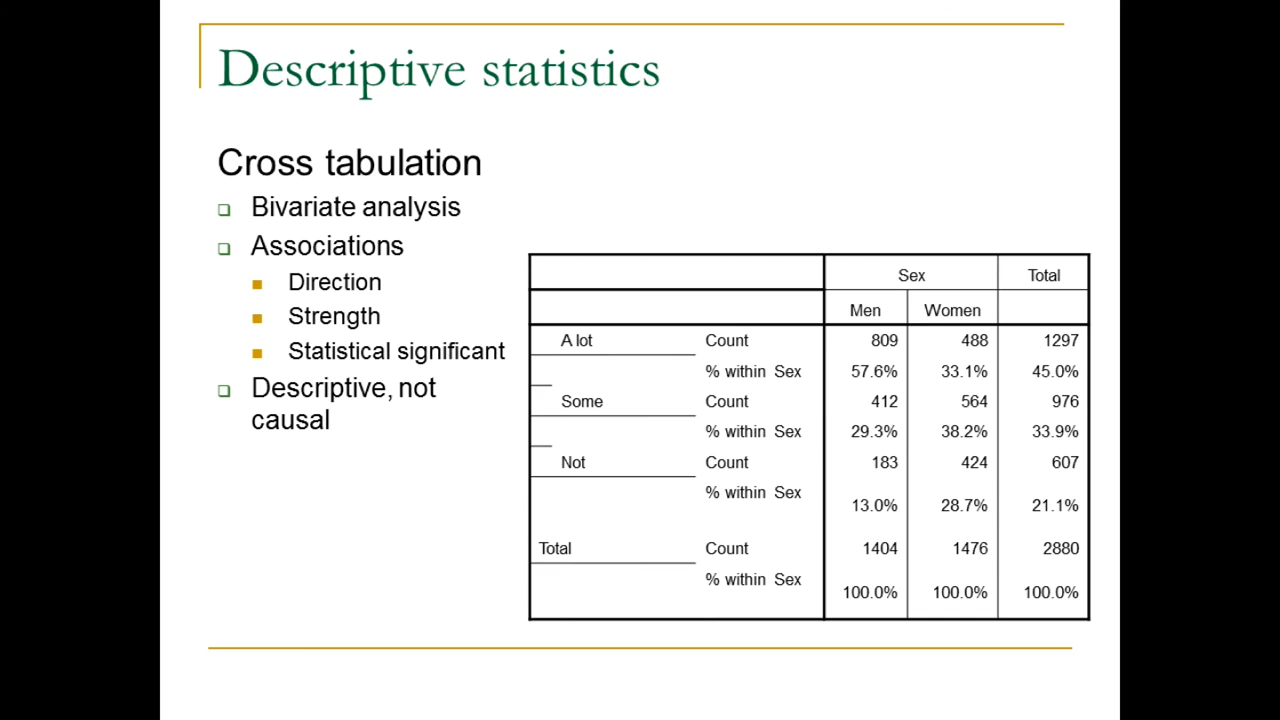 Descriptive statistics
Cross tabulation
Bivariate analysis
Associations
Direction
Strength
Statistical significant
Descriptive, not
causal
Sex Total
Men Women
A lot Count 809 488 1297
% within Sex 57.6% 33.1% 45.0%
Some Count 412 564 976
% within Sex 29.3% 38.2% 33.9%
Not Count 183 424 607
% within Sex 13.0% 28.7% 21.1%
Total Count 1404 1476 2880
% within Sex 100.0% 100.0% 100.0%